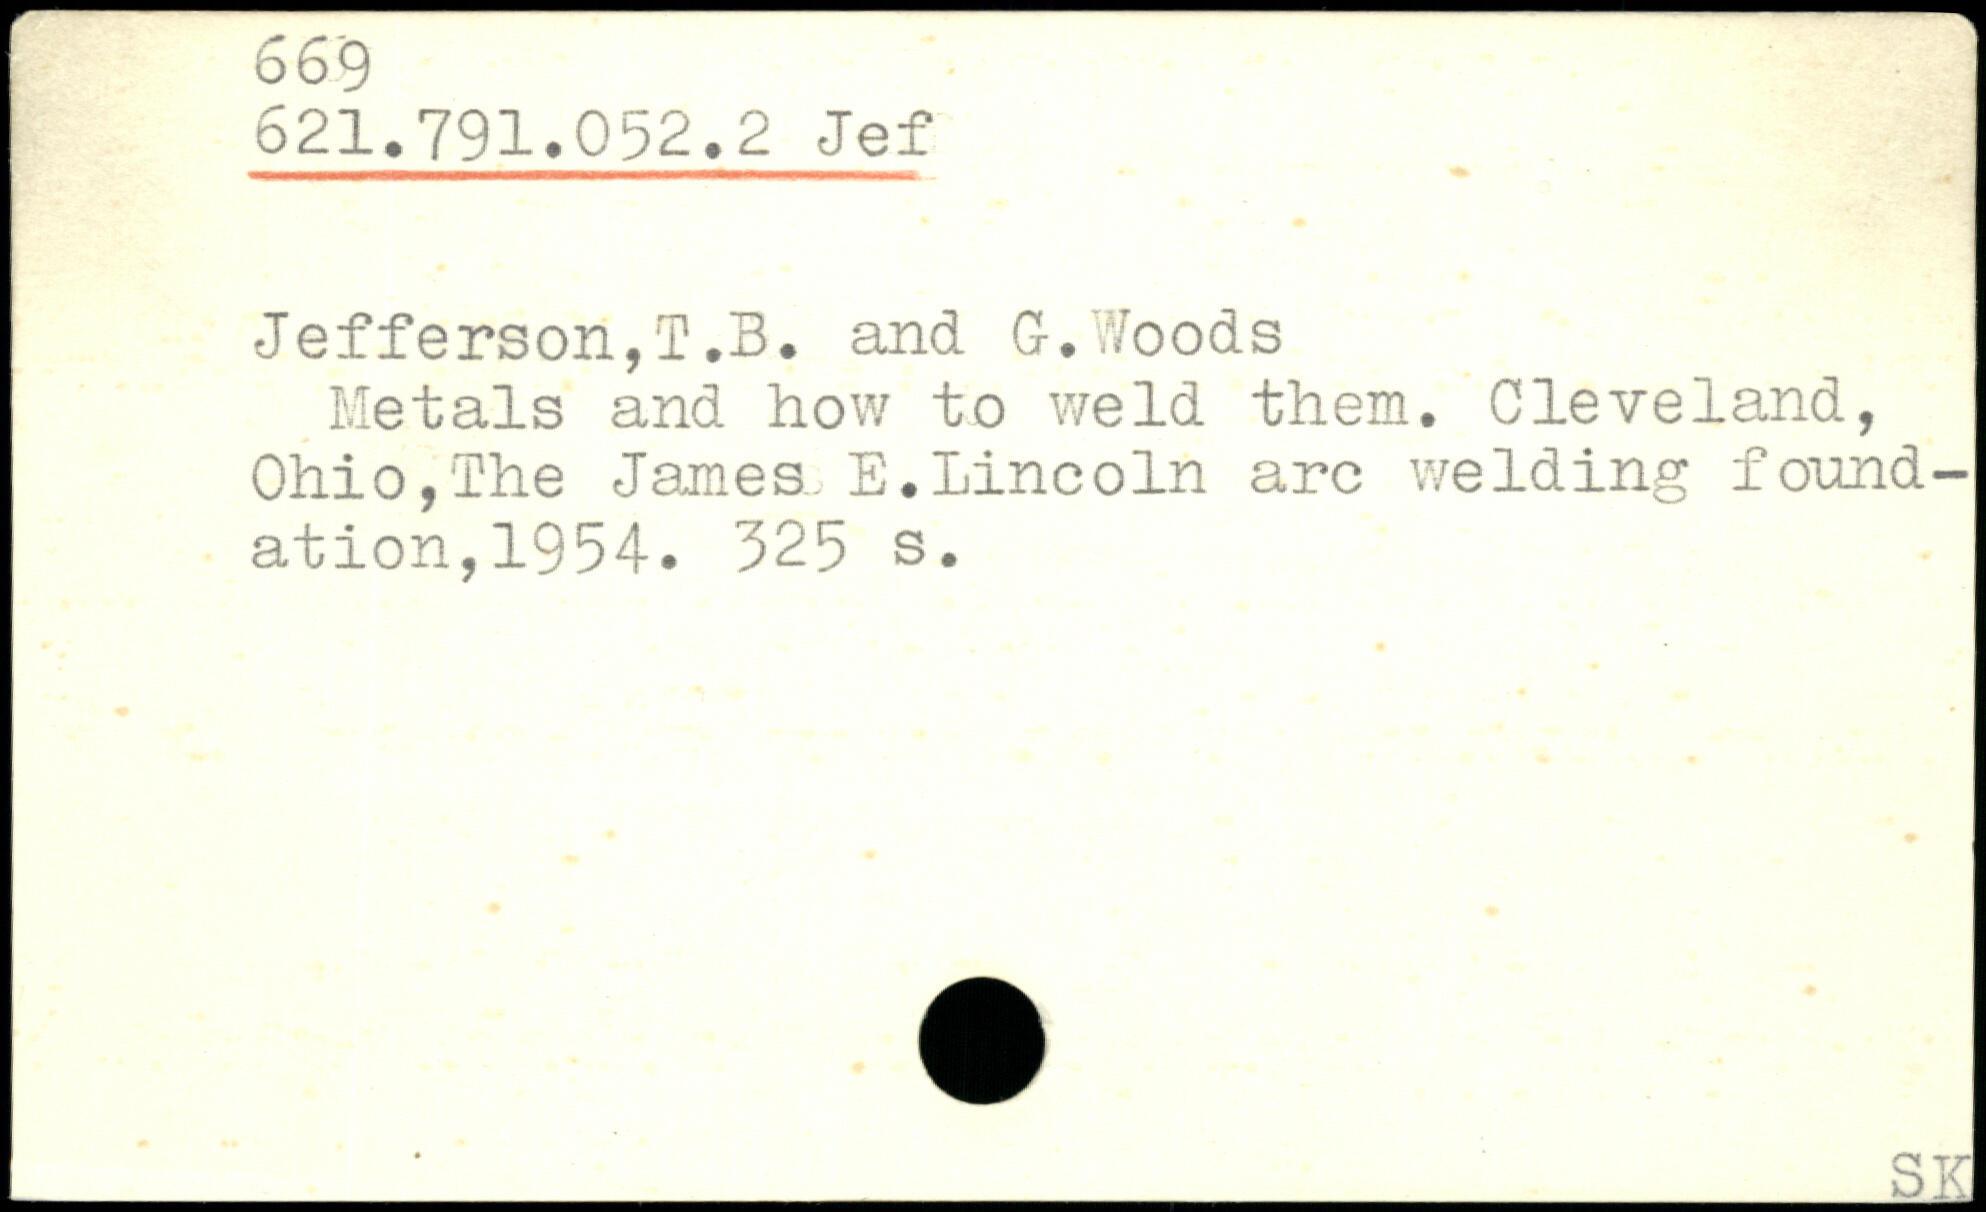 669
621.791.052.2 Jef
Jefferson,T.B. and G.Woods
Metals and how to weld them. Cleveland,
Ohio,The James E.Lincoln arc welding found-
ation,1954. 325 s.
SK